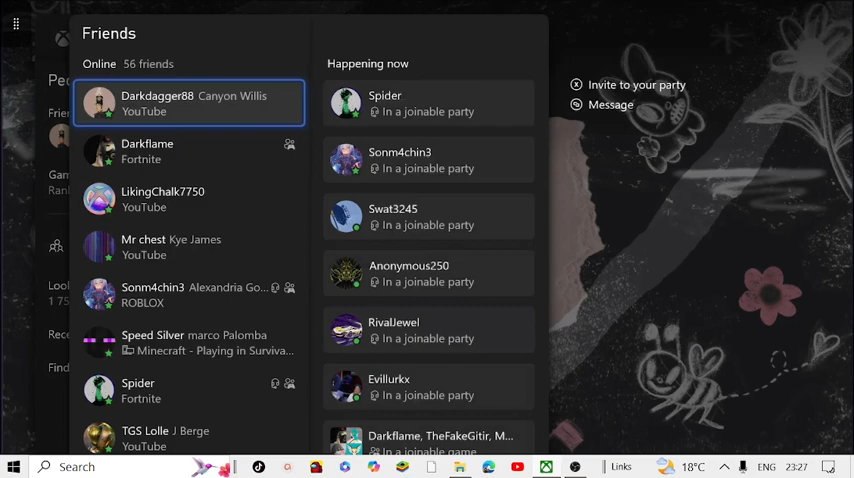 Friends
Online 56 friends
Darkdagger88 Canyon Willis
YouTube
Darkflame
Fortnite
LikingChalk7750
YouTube
Mr chest Kye James
YouTube
Sonm4chin3 Alexandria Go...
ROBLOX
Speed Silver marco Palomba
Minecraft - Playing in Surviva...
Spider
Fortnite
TGS Lolle J Berge
YouTube
Happening now
Spider
In a joinable party
Sonm4chin3
In a joinable party
Swat3245
In a joinable party
Anonymous250
In a joinable party
RivalJewel
In a joinable party
Evillurkx
In a joinable party
Darkflame, TheFakeGitir, M...
In a joinable game
Invite to your party
Message
Pe
Frien
Gam
Rank
Look
1 75
Rece
Find
Search
Links
18°C
ENG
23:27